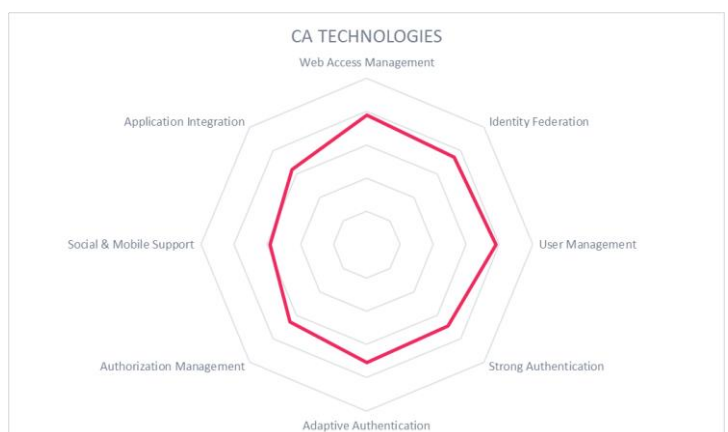 CA TECHNOLOGIES
Web Access Management
Application Integration
Identity Federation
Social & Mobile Support
User Management
Authorization Management
Strong Authentication
Adaptive Authentication